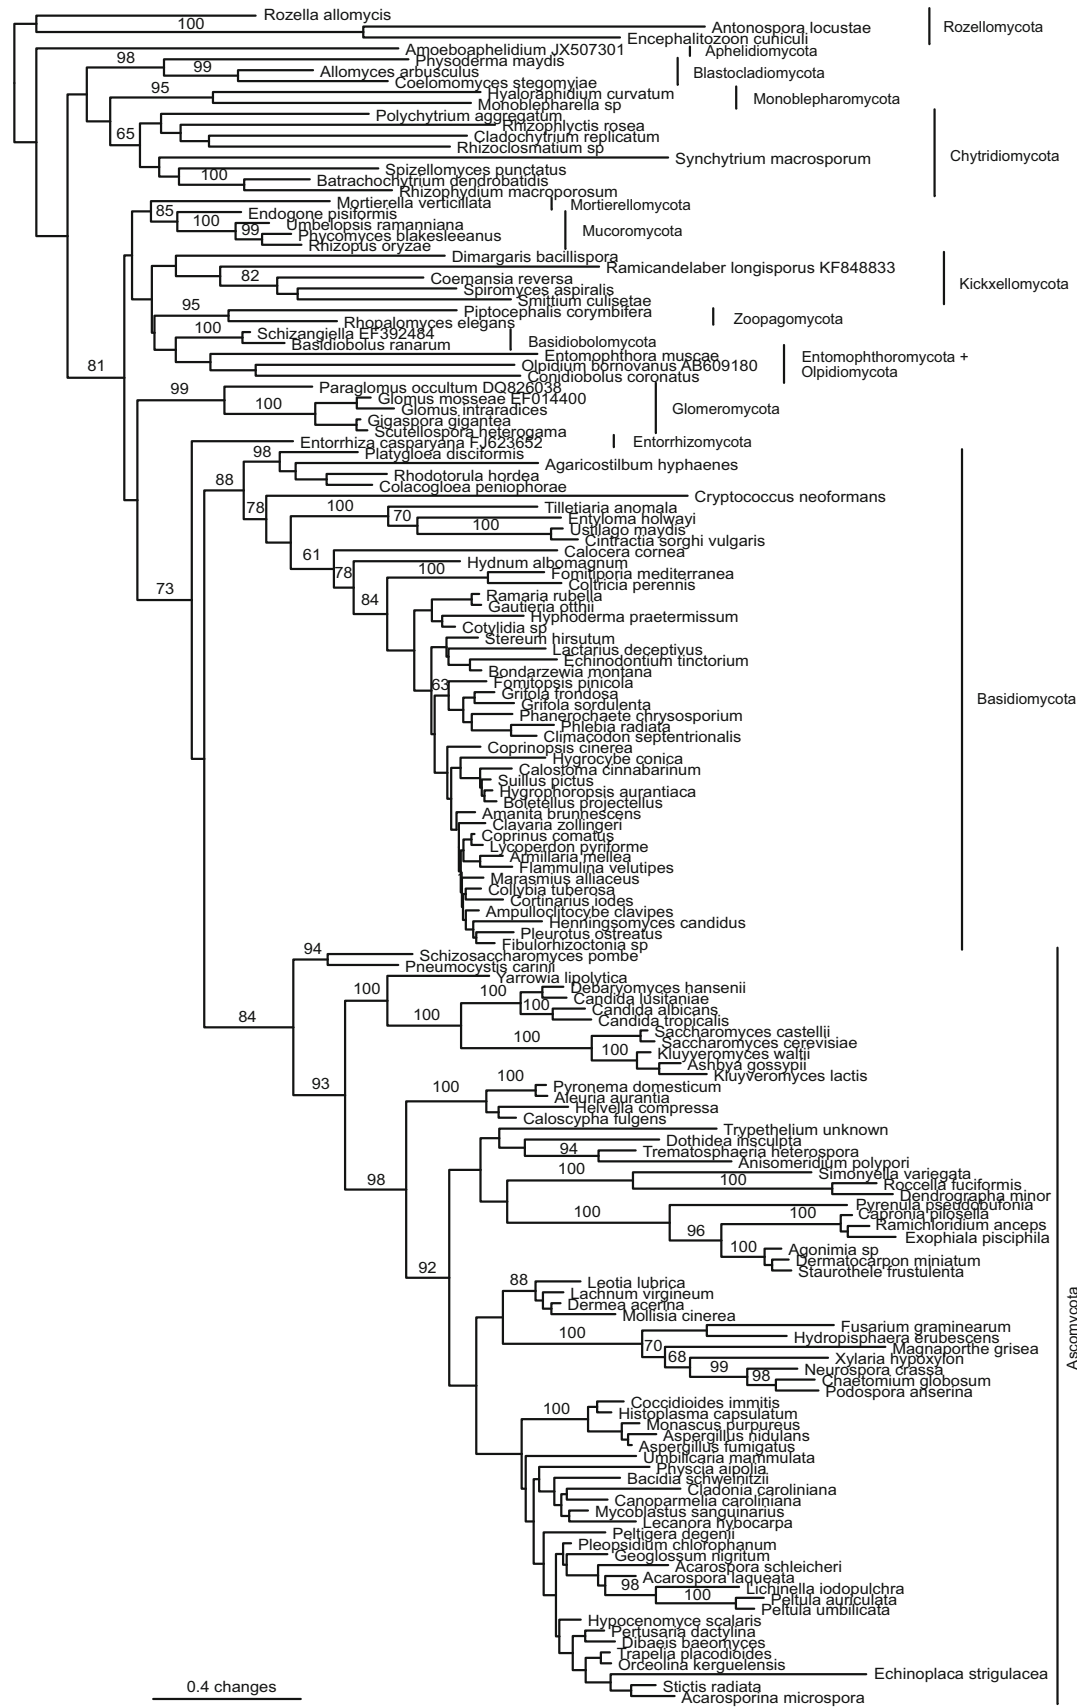 Rozella allomycis
100
Antonospora locustae
Rozellomycota
Encephalitozoon cuniculi
Amoeboaphelidium JX507301
Aphelidiomycota
98
Physoderma maydis
99
Allomyces arbusculus
Blastocladiomycota
Coelomomyces stegomyiae
95
Hyaloraphidium curvatum
Monoblepharomycota
Monoblepharella sp
Polychytrium aggregatum
Rhizophlyctis rosea
65
Cladochytrium replicatum
Rhizoclosmatium sp
Synchytrium macrosporum
Chytridiomycota
Spizellomyces punctatus
100
Batrachochytrium dendrobatidis
Rhizophydium macroporosum
Mortierella verticillata
Mortierellomycota
85
Endogone pisiformis
100
Umbelopsis ramanniana
Mucoromycota
99
Phycomyces blakesleeanus
Rhizopus oryzae
Dimargaris bacillispora
Ramicandelaber longisporus KF848833
82
Coemansia reversa
Kickxellomycota
Spiromyces aspiralis
Smittium culisetae
95
Piptocephalis corymbifera
Zoopagomycota
Rhopalomyces elegans
100
Schizangiella EF392484
Basidiobolus ranarum
Basidiobolomycota
Entomophthora muscae
Entomophthoromycota +
Olpidiomycota
Olpidium bornovanus AB609180
81
Conidiobolus coronatus
99
Paraglomus occultum DQ826038
100
Glomus mosseae EF014400
Glomus intraradices
Glomeromycota
Gigaspora gigantea
Scutellospora heterogama
Entorrhiza casparyana FJ623652
Entorrhizomycota
98
Platygloea disciformis
Agaricostilbum hyphaenes
88
Rhodotorula hordea
Colacogloea peniophorae
Cryptococcus neoformans
78
100
Tilletiaria anomala
70
Entyloma holwayi
100
Ustilago maydis
Cintractia sorghi vulgaris
61
Calocera cornea
Hydnum albomagnum
78
100
Fomitiporia mediterranea
Coltricia perennis
73
84
Ramaria rubella
Gautieria otthii
Hyphoderma praetermissum
Cotylidia sp
Stereum hirsutum
Lactarius deceptivus
Echinodontium tinctorium
Bondarzewia montana
63
Fomitopsis pinicola
Grifola frondosa
Grifola sordulenta
Basidiomycota
Phanerochaete chrysosporium
Phlebia radiata
Climacodon septentrionalis
Coprinopsis cinerea
Hygrocybe conica
Calostoma cinnabarinum
Suillus pictus
Hygrophoropsis aurantiaca
Boletellus projectellus
Amanita brunnescens
Clavaria zollingeri
Coprinus comatus
Lycoperdon pyriforme
Armillaria mellea
Flammulina velutipes
Marasmius alliaceus
Collybia tuberosa
Cortinarius iodes
Ampulloclitocybe clavipes
Henningsomyces candidus
Pleurotus ostreatus
Fibulorhizoctonia sp
94
Schizosaccharomyces pombe
Pneumocystis carinii
Yarrowia lipolytica
100
100
Debaryomyces hansenii
Candida lusitaniae
100
Candida albicans
84
100
Candida tropicalis
100
Saccharomyces castellii
Saccharomyces cerevisiae
100
Kluyveromyces waltii
Ashbya gossypii
Kluyveromyces lactis
93
100
100
Pyronema domesticum
Aleuria aurantia
Helvella compressa
Caloscypha fulgens
Trypethelium unknown
Dothidea insculpta
94
Trematosphaeria heterospora
Anisomeridium polypori
100
Simonyella variegata
98
100
Roccella fuciformis
Dendrographa minor
Pyrenula pseudobufonia
100
100
Capronia pilosella
Ramichloridium anceps
96
Exophiala pisciphila
100
Agonimia sp
Dermatocarpon miniatum
Staurothele frustulenta
92
88
Leotia lubrica
Lachnum virgineum
Dermea acerina
Mollisia cinerea
Ascomycota
100
Fusarium graminearum
Hydropisphaera erubescens
70
Magnaporthe grisea
68
Xylaria hypoxylon
99
Neurospora crassa
98
Chaetomium globosum
Podospora anserina
100
Coccidioides immitis
Histoplasma capsulatum
Monascus purpureus
Aspergillus nidulans
Aspergillus fumigatus
Umbilicaria mammulata
Physcia aipolia
Bacidia schweinitzii
Cladonia caroliniana
Canoparmelia caroliniana
Mycoblastus sanguinarius
Lecanora hybocarpa
Peltigera degenii
Pleopsidium chlorophanum
Geoglossum nigritum
Acarospora schleicheri
Acarospora laqueata
98
Lichinella iodopulchra
100
Peltula auriculata
Peltula umbilicata
Hypocenomyce scalaris
Pertusaria dactylina
Dibaeis baeomyces
Trapelia placodioides
Orceolina kerguelensis
Echinoplaca strigulacea
0.4 changes
Stictis radiata
Acarosporina microspora